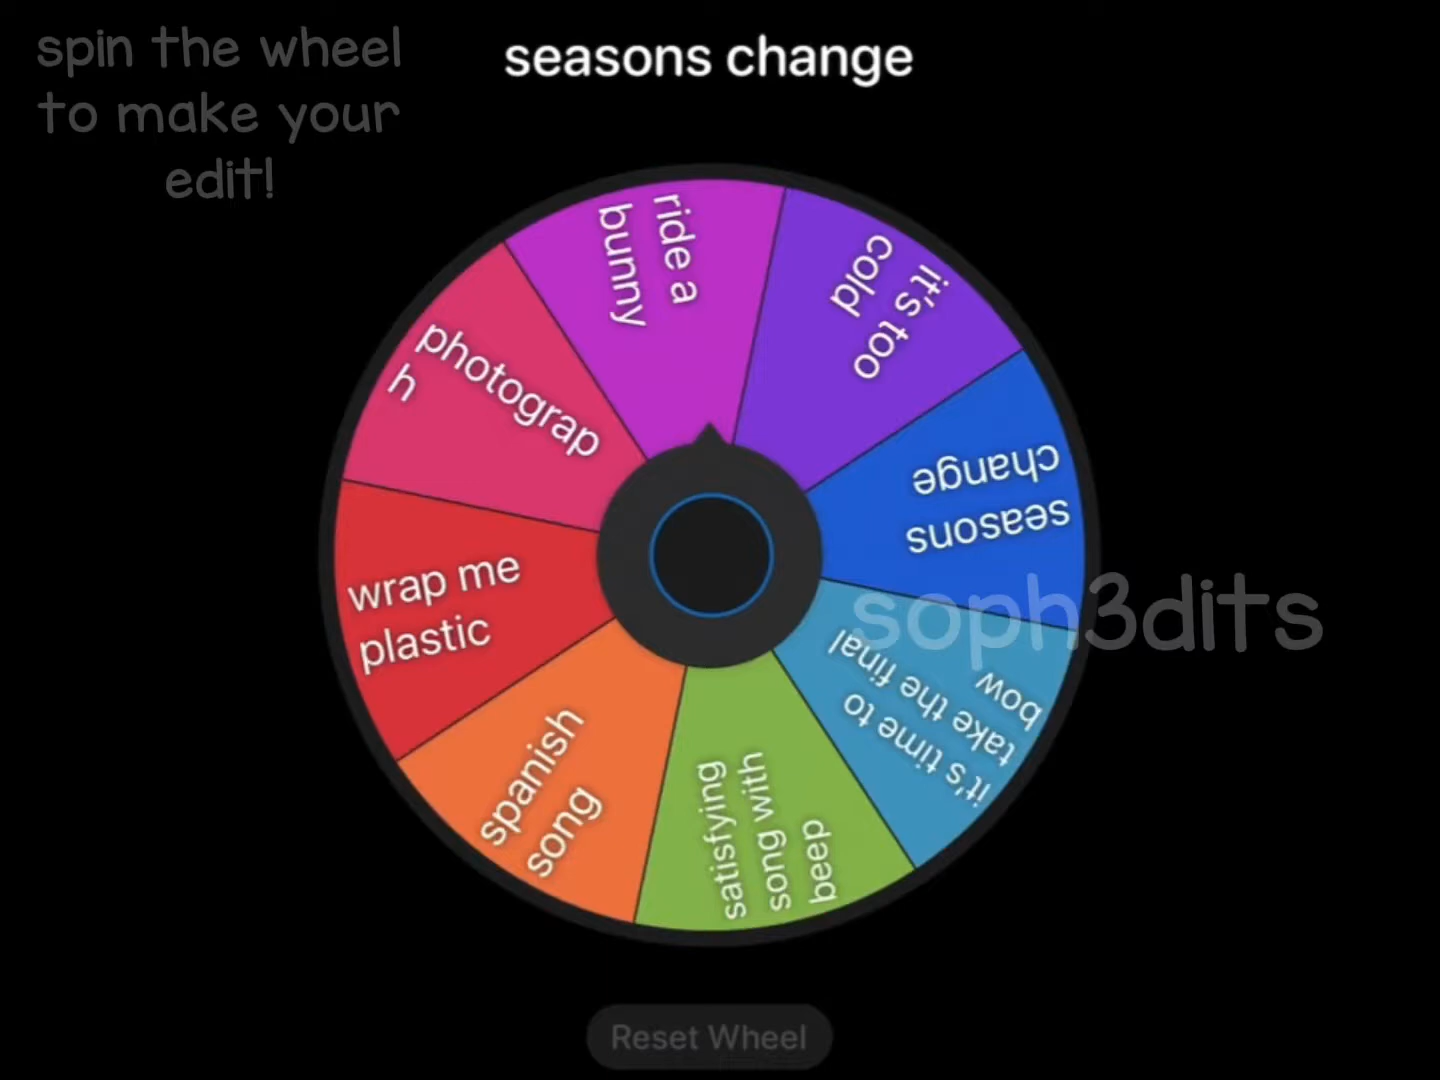 spin the wheel
to make your
edit!
seasons change
ride a
bunny
it's too
cold
seasons
change
it's time to
take the final
bow
satisfying
song with
beep
spanish
song
wrap me
plastic
photograp
h
soph3dits
Reset Wheel